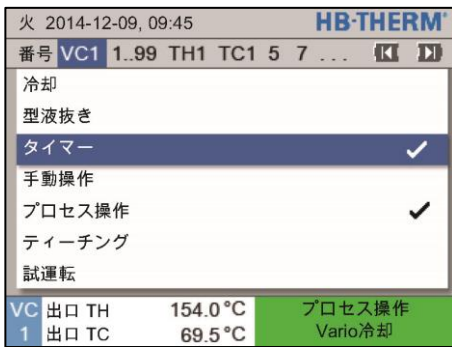 火 2014-12-09, 09:45 HB-THERM®
番号 VC1 1..99 TH1 TC1 5 7 ...
冷却
型液抜き
タイマー
手動操作
プロセス操作
ティーチング
試運転
VC 出口 TH 154.0 °C プロセス操作
1 出口 TC 69.5 °C Vario冷却